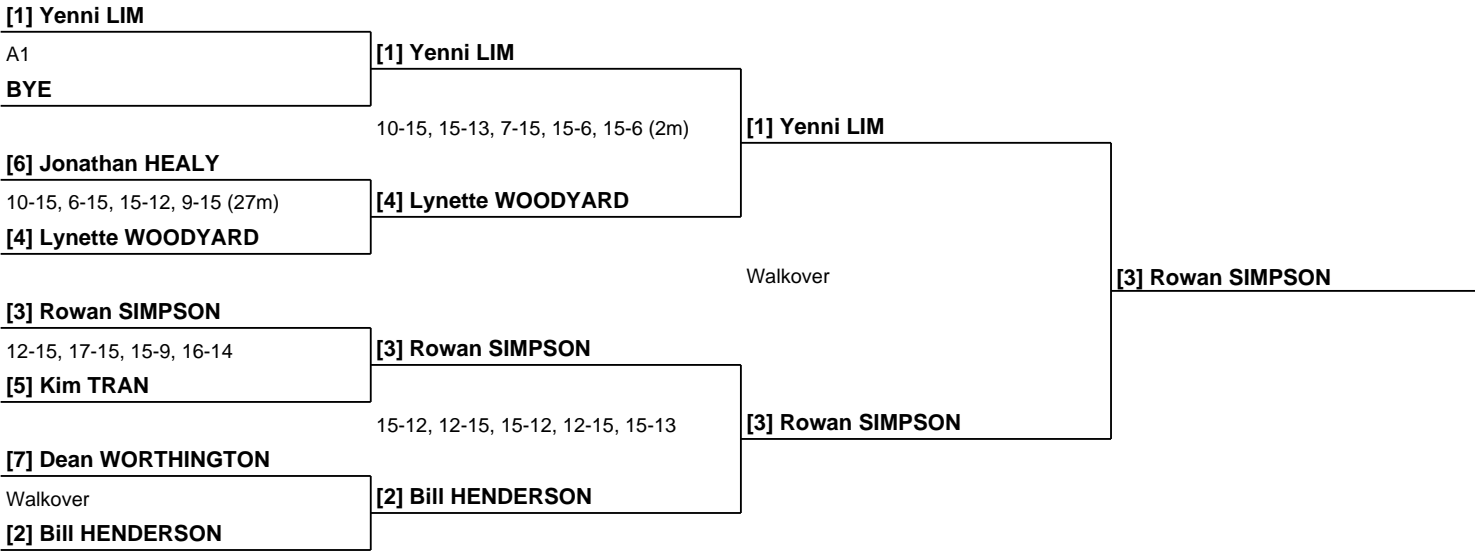 [1] Yenni LIM
A1
[1] Yenni LIM
BYE
10-15, 15-13, 7-15, 15-6, 15-6 (2m)
[1] Yenni LIM
[6] Jonathan HEALY
10-15, 6-15, 15-12, 9-15 (27m)
[4] Lynette WOODYARD
[4] Lynette WOODYARD
Walkover
[3] Rowan SIMPSON
[3] Rowan SIMPSON
12-15, 17-15, 15-9, 16-14
[3] Rowan SIMPSON
[5] Kim TRAN
15-12, 12-15, 15-12, 12-15, 15-13
[3] Rowan SIMPSON
[7] Dean WORTHINGTON
Walkover
[2] Bill HENDERSON
[2] Bill HENDERSON